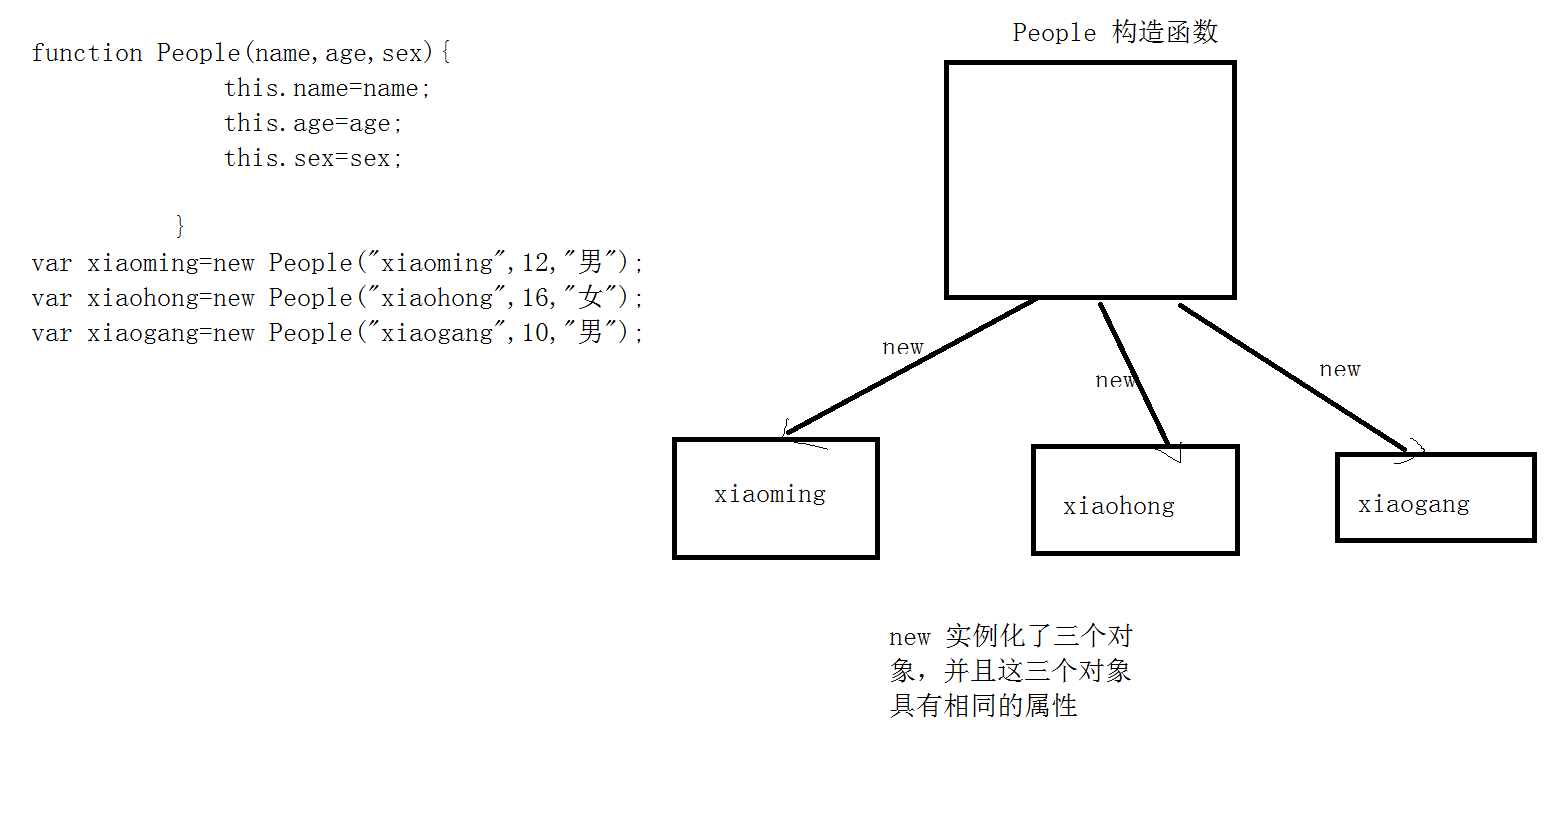 function People(name,age,sex){
this.name=name;
this.age=age;
this.sex=sex;
}
var xiaoming=new People("xiaoming",12,"男");
var xiaohong=new People("xiaohong",16,"女");
var xiaogang=new People("xiaogang",10,"男");
People 构造函数
new
new
new
xiaoming
xiaohong
xiaogang
new 实例化了三个对
象，并且这三个对象
具有相同的属性